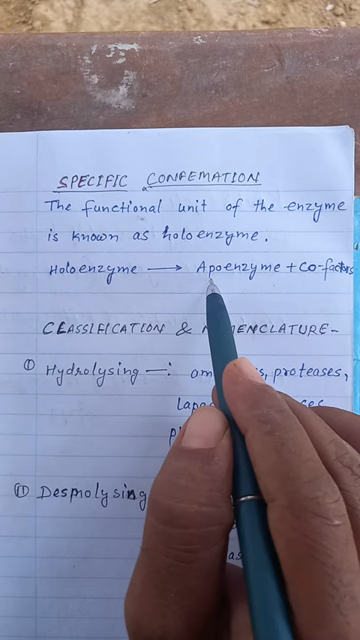 SPECIFIC CONFEMATION
The functional unit of the enzyme
is known as holoenzyme.
Holoenzyme → Apoenzyme + Co-factors
CLASSIFICATION &
① Hydrolysing —: proteases,
⑪ Desmolysing